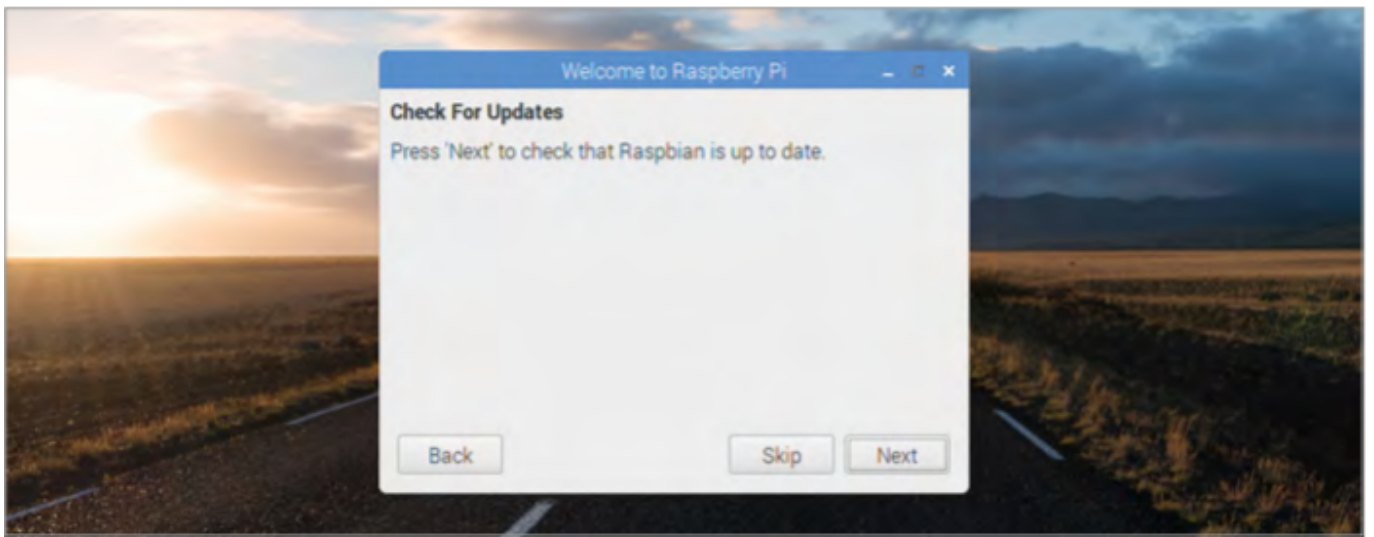 Welcome to Raspberry Pi
Check For Updates
Press 'Next' to check that Raspbian is up to date.
Back
Skip
Next